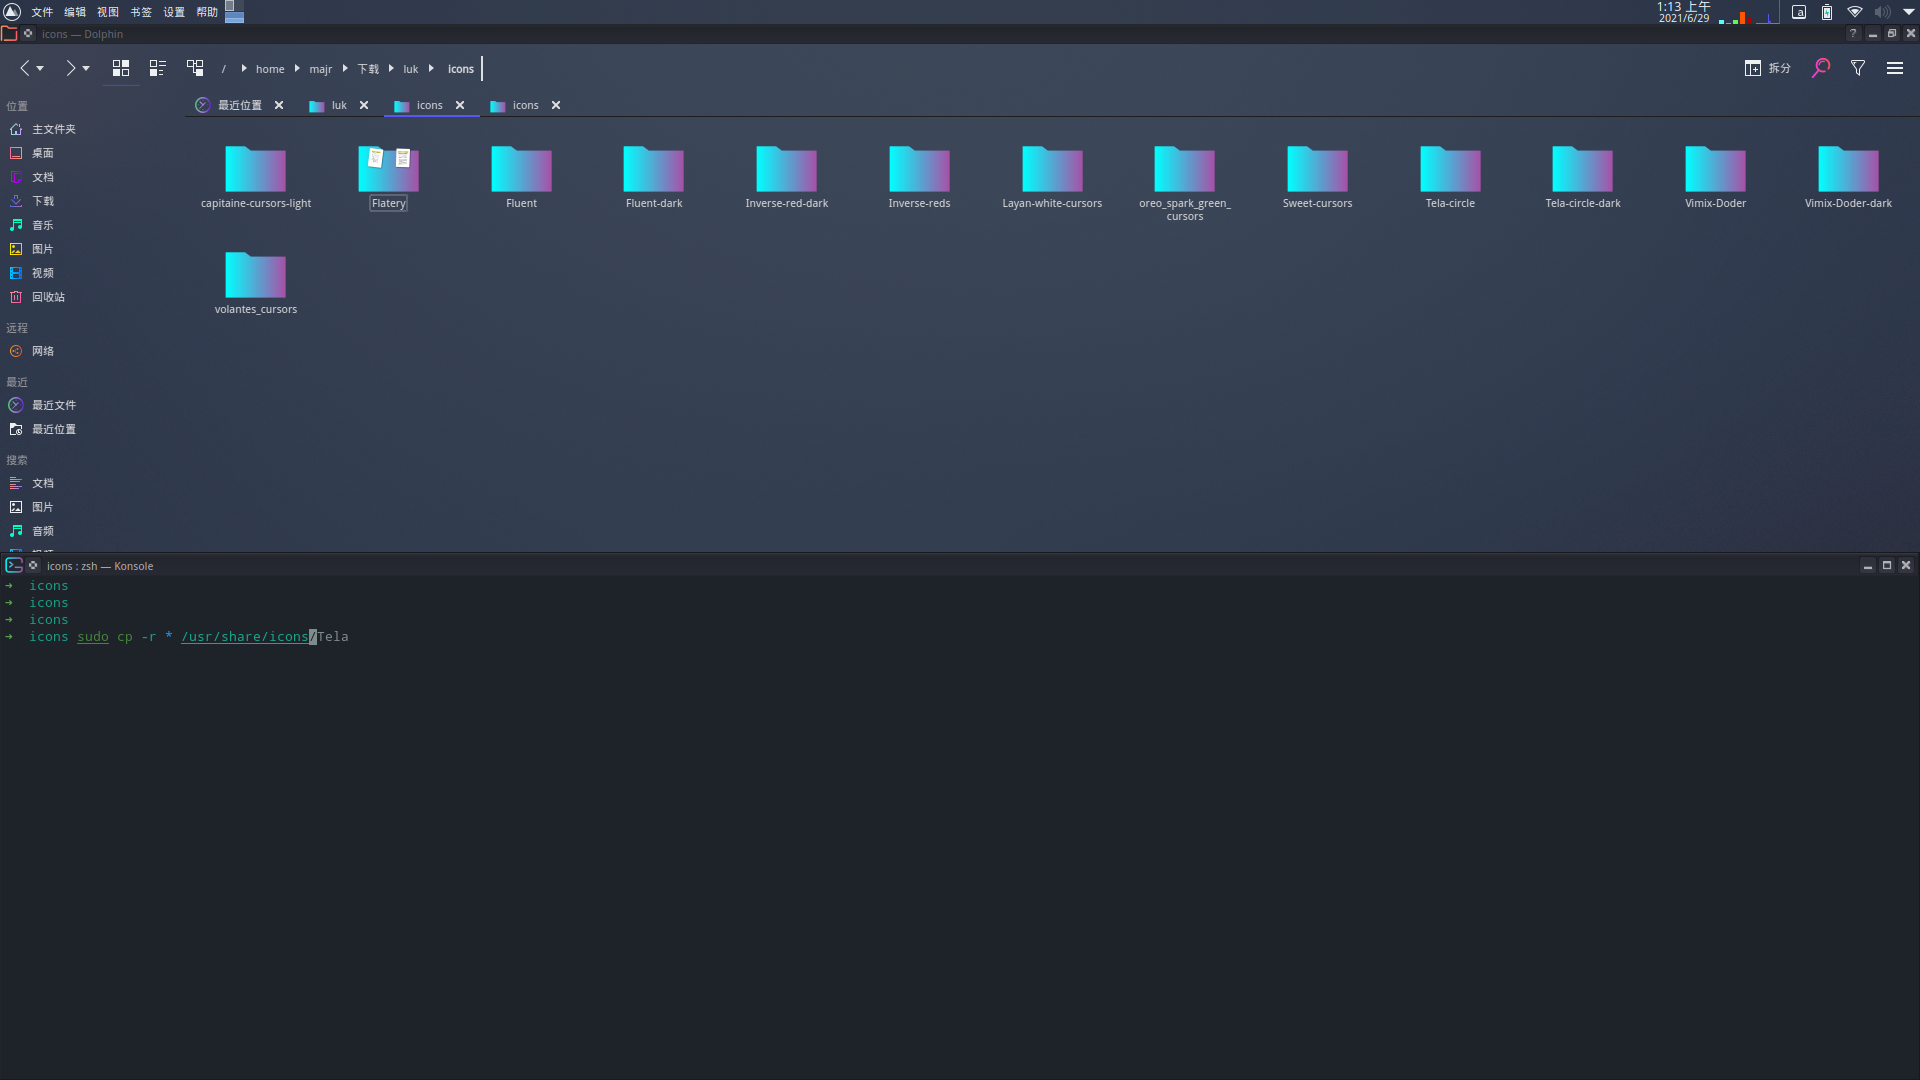 文件 编辑 视图 书签 设置 帮助
1:13 上午
2021/6/29
a
icons — Dolphin
/ home majr 下载 luk icons
拆分
最近位置 luk icons icons
位置
主文件夹
桌面
文档
下载
音乐
图片
视频
回收站
远程
网络
最近
最近文件
最近位置
搜索
文档
图片
音频
capitaine-cursors-light
Flatery
Fluent
Fluent-dark
Inverse-red-dark
Inverse-reds
Layan-white-cursors
oreo_spark_green_
cursors
Sweet-cursors
Tela-circle
Tela-circle-dark
Vimix-Doder
Vimix-Doder-dark
volantes_cursors
icons : zsh — Konsole
➜ icons
➜ icons
➜ icons
➜ icons sudo cp -r * /usr/share/icons/Tela